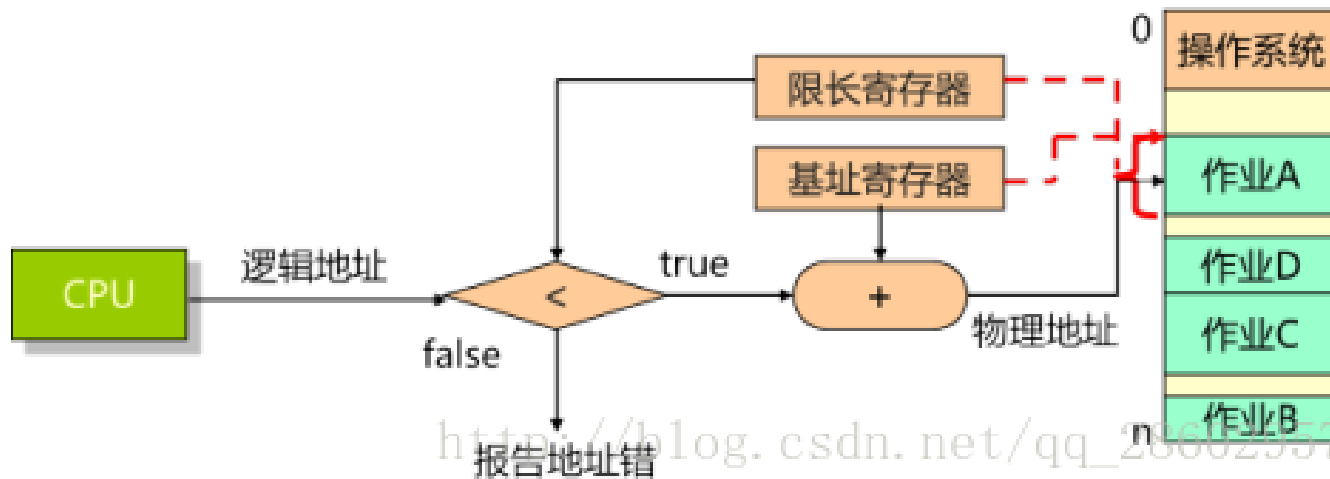 0
操作系统
限长寄存器
基址寄存器
作业A
CPU
逻辑地址
<
true
+
作业D
false
物理地址
作业C
作业B
n
报告地址错
http://blog.csdn.net/qq_28602957